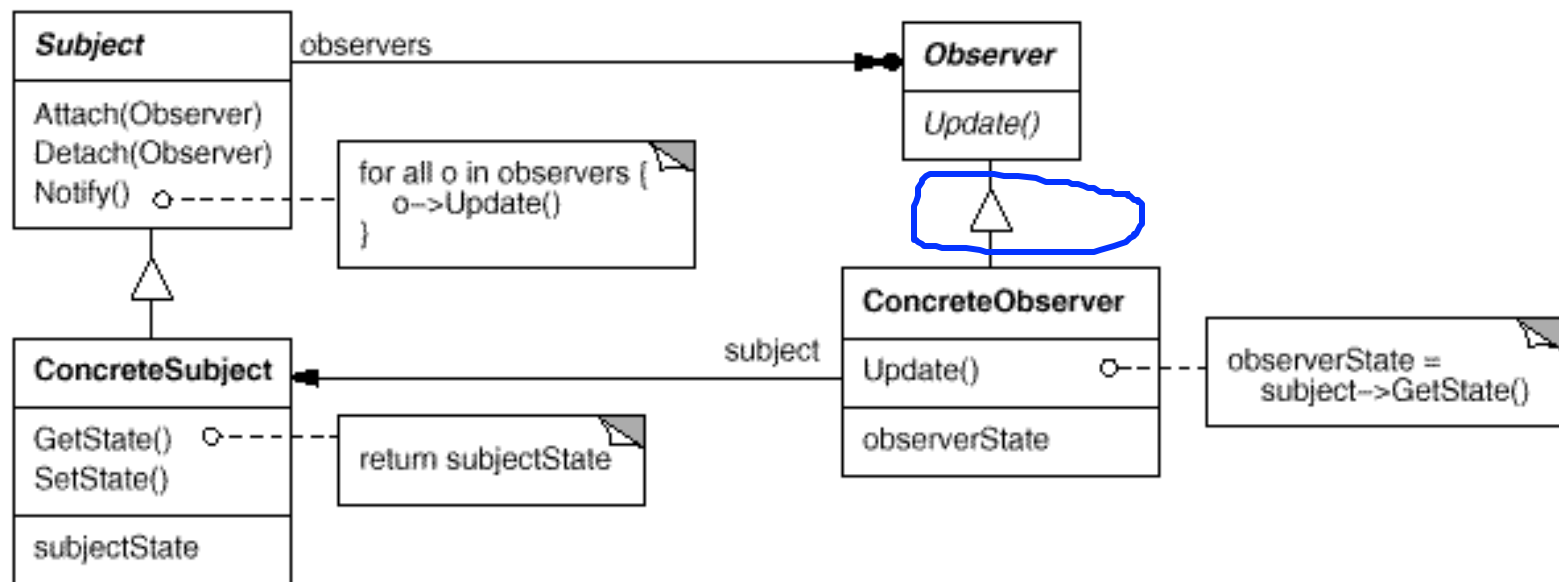 Subject
observers
Observer
Attach(Observer)
Detach(Observer)
Notify()
for all o in observers {
o->Update()
}
Update()
ConcreteSubject
subject
ConcreteObserver
Update()
observerState =
subject->GetState()
GetState()
SetState()
return subjectState
observerState
subjectState